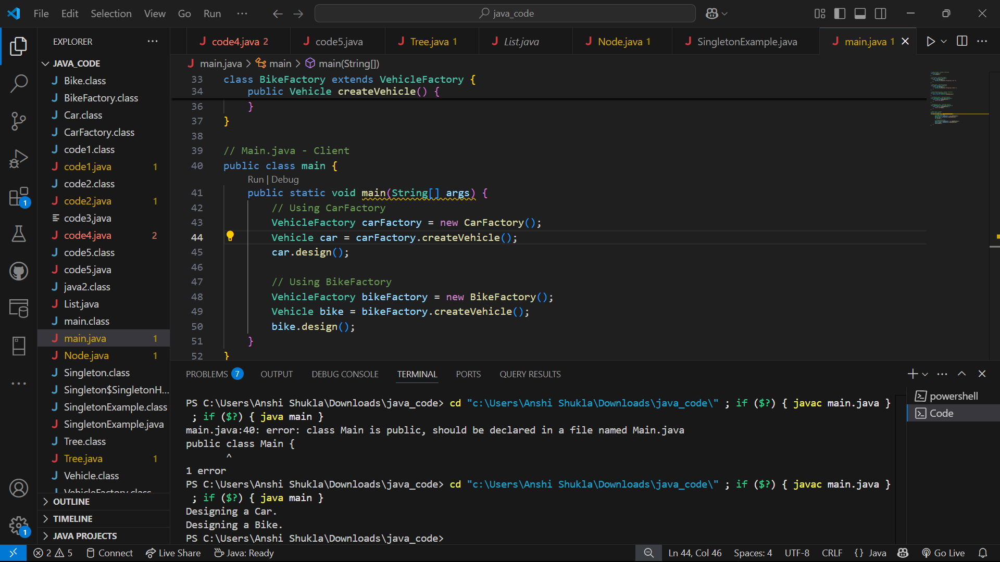 File Edit Selection View Go Run ···
java_code
EXPLORER ···
JAVA_CODE
Bike.class
BikeFactory.class
Car.class
CarFactory.class
code1.class
code1.java 1
code2.class
code2.java 1
code3,java
code4.java 2
code5.class
code5.java
java2.class
List.java
main.class
main.java 1
Node.java 1
Singleton.class
Singleton$SingletonH...
SingletonExample.class
SingletonExample.java
Tree.class
Tree.java 1
Vehicle.class
VehicleFactory.class
OUTLINE
TIMELINE
JAVA PROJECTS
1
1
code4.java 2 code5.java Tree.java 1 List.java Node.java 1 SingletonExample.java main.java 1
main.java > main > main(String[])
33 class BikeFactory extends VehicleFactory {
34 public Vehicle createVehicle() {
36 }
37 }
38
39 // Main.java - Client
40 public class main {
Run | Debug
41 public static void main(String[] args) {
42 // Using CarFactory
43 VehicleFactory carFactory = new CarFactory();
44 Vehicle car = carFactory.createVehicle();
45 car.design();
46
47 // Using BikeFactory
48 VehicleFactory bikeFactory = new BikeFactory();
49 Vehicle bike = bikeFactory.createVehicle();
50 bike.design();
51 }
52 }
PROBLEMS 7 OUTPUT DEBUG CONSOLE TERMINAL PORTS QUERY RESULTS
PS C:\Users\Anshi Shukla\Downloads\java_code> cd "c:\Users\Anshi Shukla\Downloads\java_code\" ; if ($?) { javac main.java }
; if ($?) { java main }
main.java:40: error: class Main is public, should be declared in a file named Main.java
public class Main {
^
1 error
PS C:\Users\Anshi Shukla\Downloads\java_code> cd "c:\Users\Anshi Shukla\Downloads\java_code\" ; if ($?) { javac main.java }
; if ($?) { java main }
Designing a Car.
Designing a Bike.
PS C:\Users\Anshi Shukla\Downloads\java_code>
powershell
Code
2 5 Connect Live Share Java: Ready Ln 44, Col 46 Spaces: 4 UTF-8 CRLF {} Java Go Live